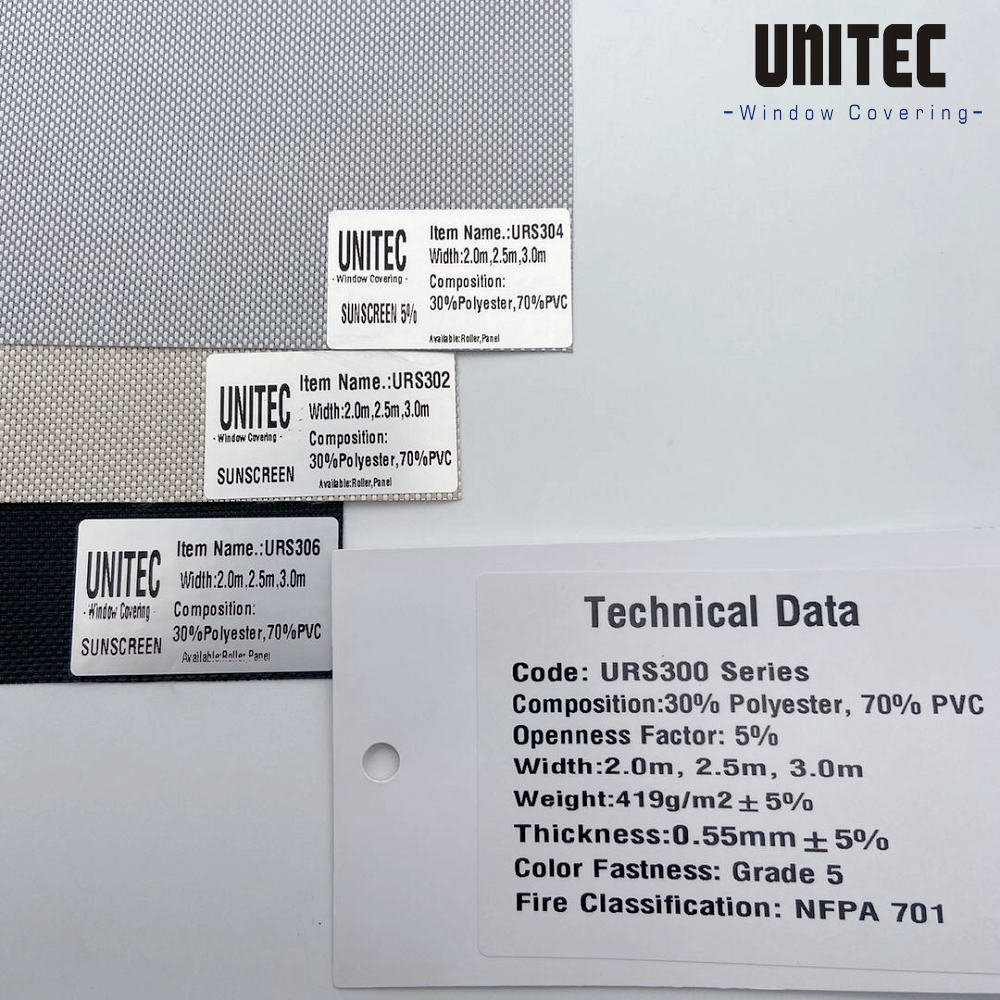 UNITEC
-Window Covering-
UNITEC
- Window Covering -
SUNSCREEN 5%
Item Name.:URS304
Width:2.0m,2.5m,3.0m
Composition:
30%Polyester,70%PVC
Available:Roller,Panel
UNITEC
- Window Covering -
SUNSCREEN
Item Name.:URS302
Width:2.0m,2.5m,3.0m
Composition:
30%Polyester,70%PVC
Available:Roller,Panel
UNITEC
- Window Covering -
SUNSCREEN
Item Name.:URS306
Width:2.0m,2.5m,3.0m
Composition:
30%Polyester,70%PVC
Available:Roller,Panel
Technical Data
Code: URS300 Series
Composition:30% Polyester, 70% PVC
Openness Factor: 5%
Width:2.0m, 2.5m, 3.0m
Weight:419g/m2 ± 5%
Thickness:0.55mm ± 5%
Color Fastness: Grade 5
Fire Classification: NFPA 701